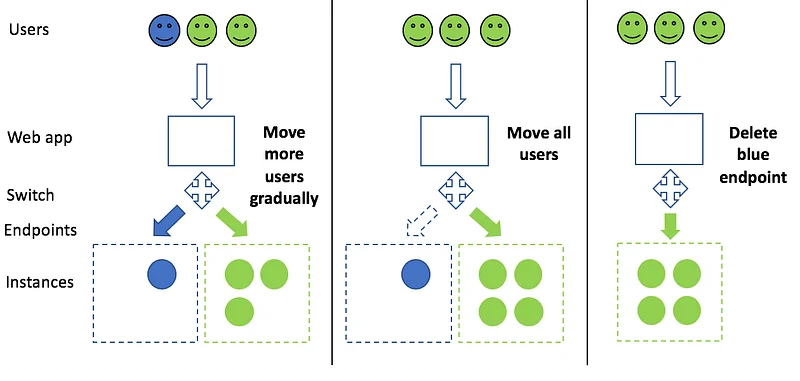 Users
Web app
Switch
Endpoints
Instances
Move
more
users
gradually
Move all
users
Delete
blue
endpoint